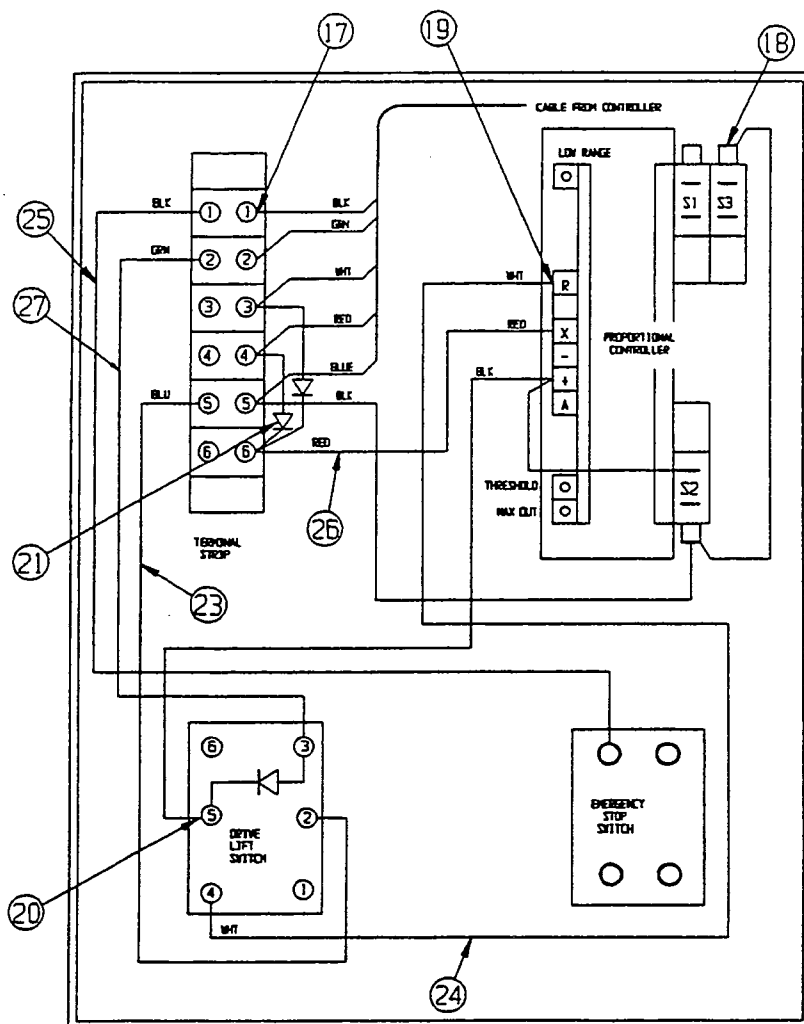 17
19
18
CABLE FROM CONTROLLER
LOW RANGE
BLK 1 1 BLK
S1 S3
25
GRN
GRN 2 2
WHT
WHT R
27
3 3
RED
RED X
PROPORTIONAL
CONTROLLER
4 4
-
BLUE
BLK +
BLU 5 5 BLK
A
6 6 RED
26
THRESHOLD
S2
MAX OUT
TERMINAL
STRIP
21
23
6 3
5 2
DRIVE
LIFT
SWITCH
EMERGENCY
STOP
SWITCH
4 1
20
WHT
24